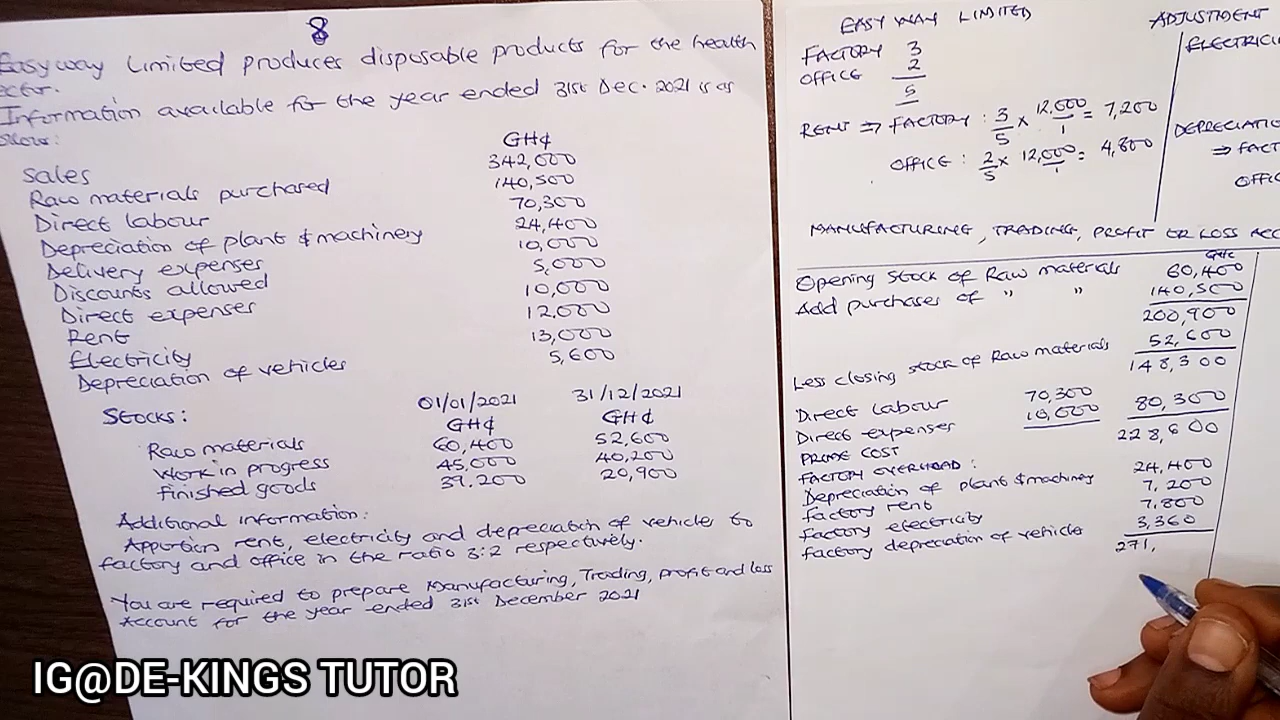 8
Easyway Limited produces disposable products for the health
ector.
Information available for the year ended 31st Dec. 2021 is as
GH¢
Sales 342,000
Raw materials purchased 140,500
Direct labour 70,300
Depreciation of plant & machinery 24,400
Delivery expenses 10,000
Discounts allowed 5,000
Direct expenses 10,000
Rent 12,000
Electricity 13,000
Depreciation of vehicles 5,600
Stocks: 01/01/2021 31/12/2021
GH¢ GH¢
Raw materials 60,400 52,600
Work in progress 45,000 40,200
Finished goods 39.200 20,900
Additional information:
Apportion rent, electricity and depreciation of vehicles to
factory and office in the ratio 3:2 respectively.
You are required to prepare Manufacturing, Trading, profit and loss
Account for the year ended 31st December 2021
IG@DE-KINGS TUTOR
EASY WAY LIMITED
FACTORY 3
OFFICE 2
5
RENT ⇒ FACTORY : 3/5 x 12,000/1 = 7,200
OFFICE : 2/5 x 12,000/1 = 4,800
ADJUSTMENT
ELECTRICI
DEPRECIATIO
⇒ FACT
OFFIC
MANUFACTURING, TRADING, PROFIT OR LOSS ACC
GH¢
Opening Stock of Raw materials 60,400
Add purchases of " " 140,500
200,900
Less closing stock of Raw materials 52,600
148,300
Direct Labour 70,300
Direct expenses 10,000 80,300
PRIME COST 228,600
FACTORY OVERHEAD:
Depreciation of plant & machinery 24,400
factory rent 7,200
factory electricity 7,800
factory depreciation of vehicles 3,360
271,